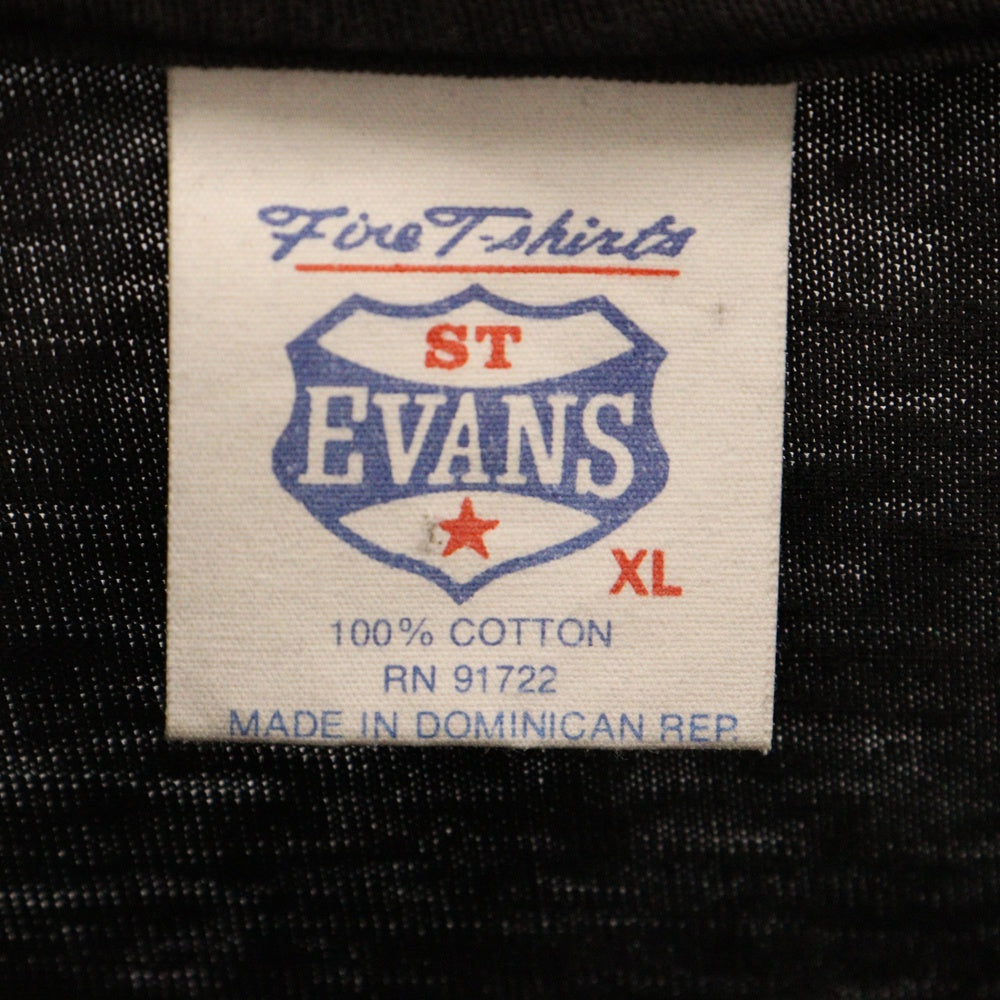 Fine T-shirts
ST
EVANS
XL
100% COTTON
RN 91722
MADE IN DOMINICAN REP.